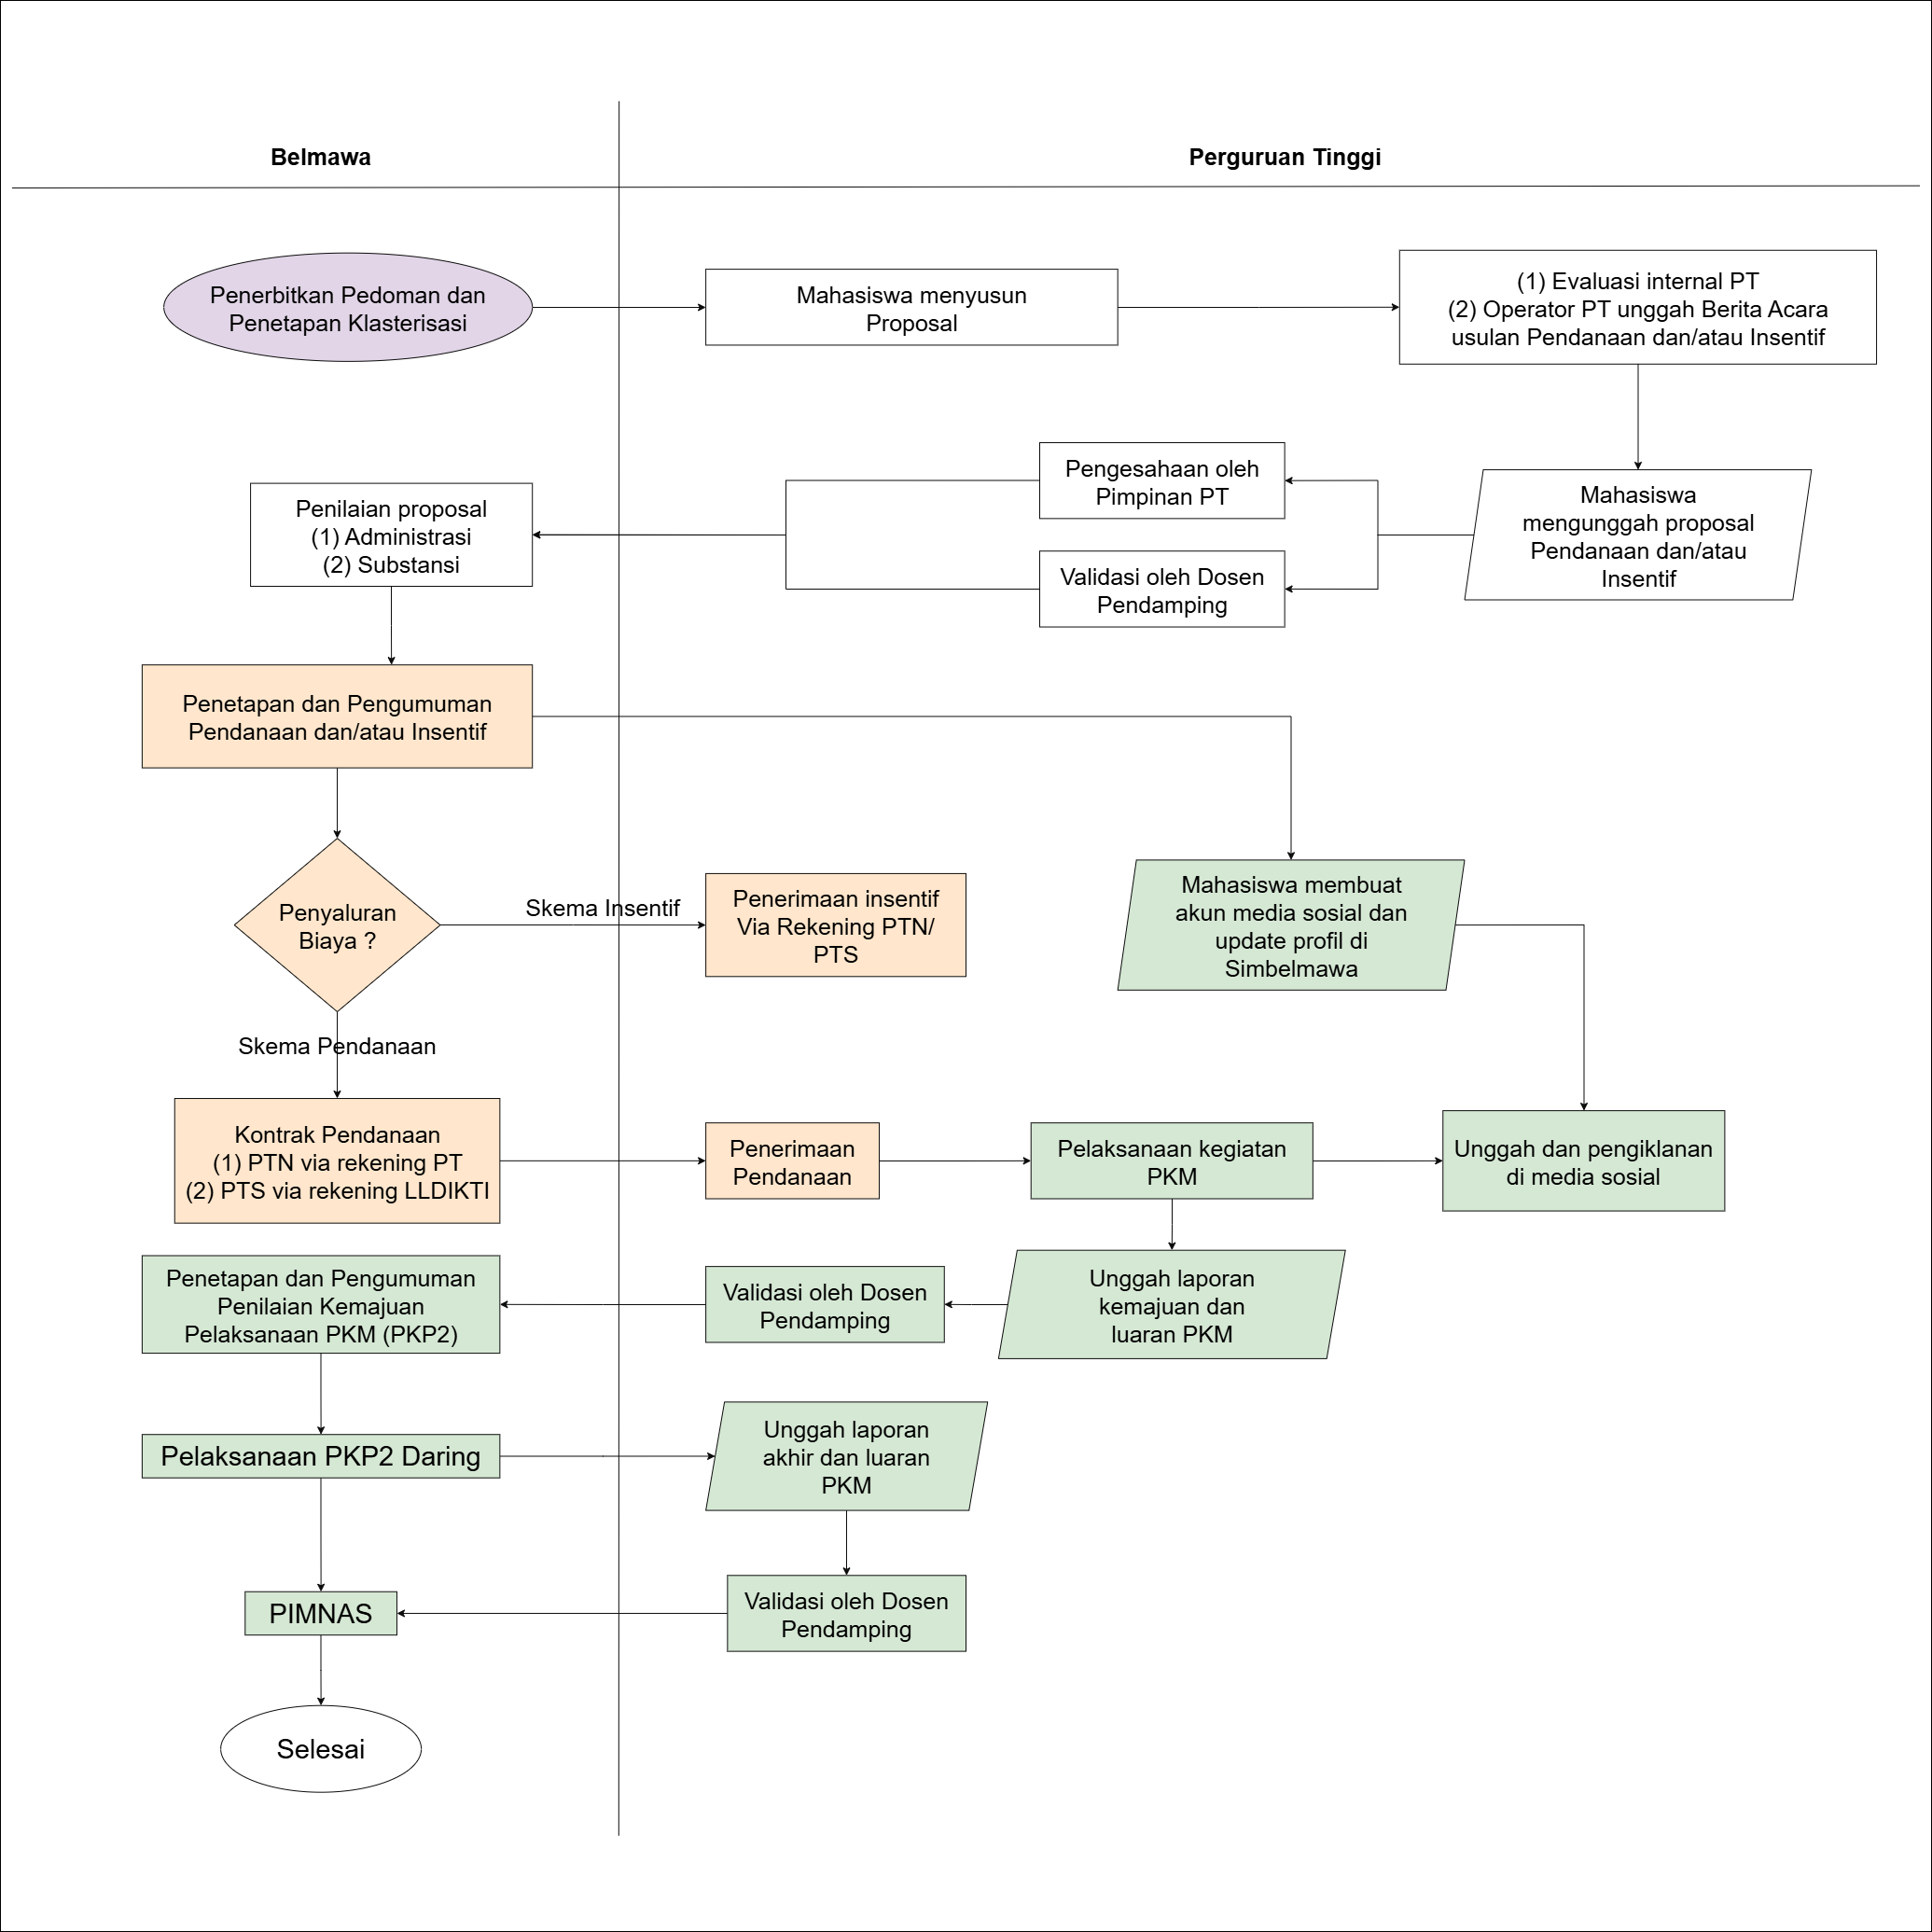 Belmawa
Perguruan Tinggi
Penerbitkan Pedoman dan
Penetapan Klasterisasi
Mahasiswa menyusun
Proposal
(1) Evaluasi internal PT
(2) Operator PT unggah Berita Acara
usulan Pendanaan dan/atau Insentif
Penilaian proposal
(1) Administrasi
(2) Substansi
Pengesahaan oleh
Pimpinan PT
Validasi oleh Dosen
Pendamping
Mahasiswa
mengunggah proposal
Pendanaan dan/atau
Insentif
Penetapan dan Pengumuman
Pendanaan dan/atau Insentif
Penyaluran
Biaya ?
Skema Insentif
Penerimaan insentif
Via Rekening PTN/
PTS
Mahasiswa membuat
akun media sosial dan
update profil di
Simbelmawa
Skema Pendanaan
Kontrak Pendanaan
(1) PTN via rekening PT
(2) PTS via rekening LLDIKTI
Penerimaan
Pendanaan
Pelaksanaan kegiatan
PKM
Unggah dan pengiklanan
di media sosial
Penetapan dan Pengumuman
Penilaian Kemajuan
Pelaksanaan PKM (PKP2)
Validasi oleh Dosen
Pendamping
Unggah laporan
kemajuan dan
luaran PKM
Pelaksanaan PKP2 Daring
Unggah laporan
akhir dan luaran
PKM
PIMNAS
Validasi oleh Dosen
Pendamping
Selesai